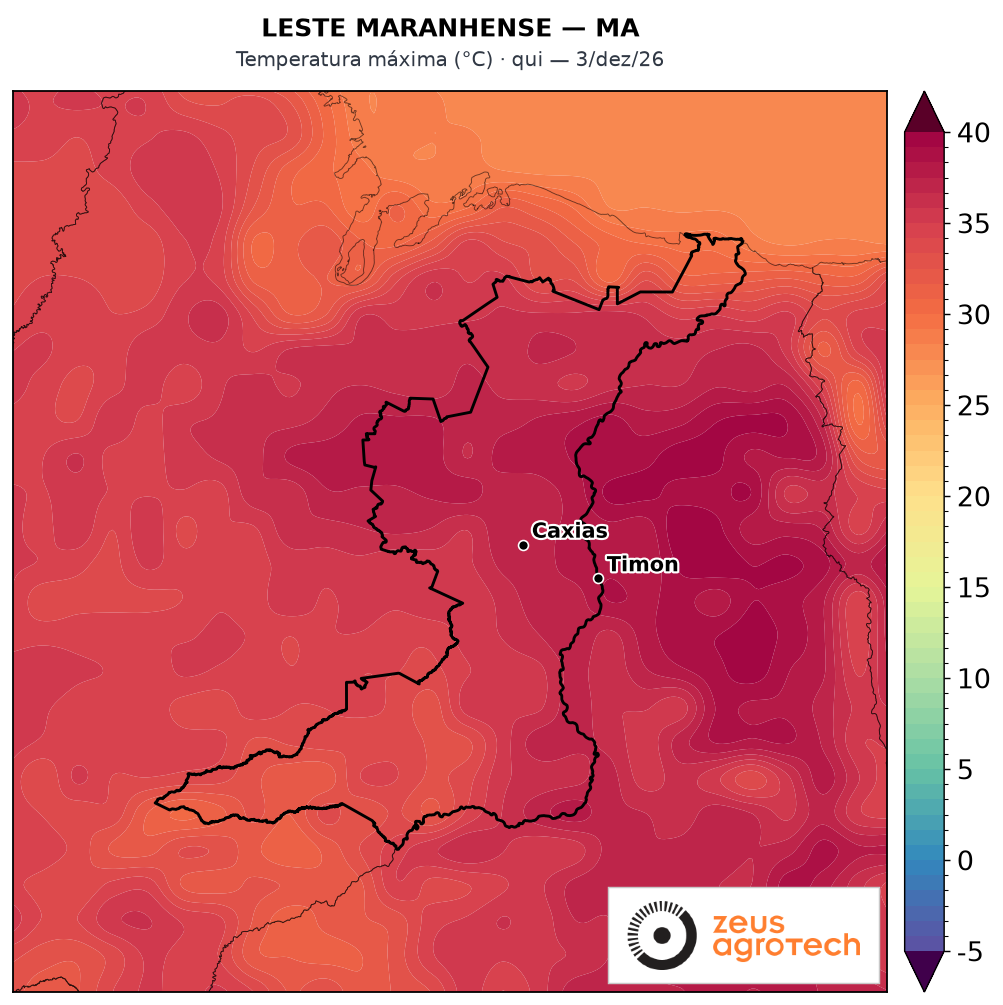 LESTE MARANHENSE — MA
Temperatura máxima (°C) · qui — 3/dez/26
40
35
30
25
20
15
10
5
0
-5
Caxias
Timon
zeus
agrotech